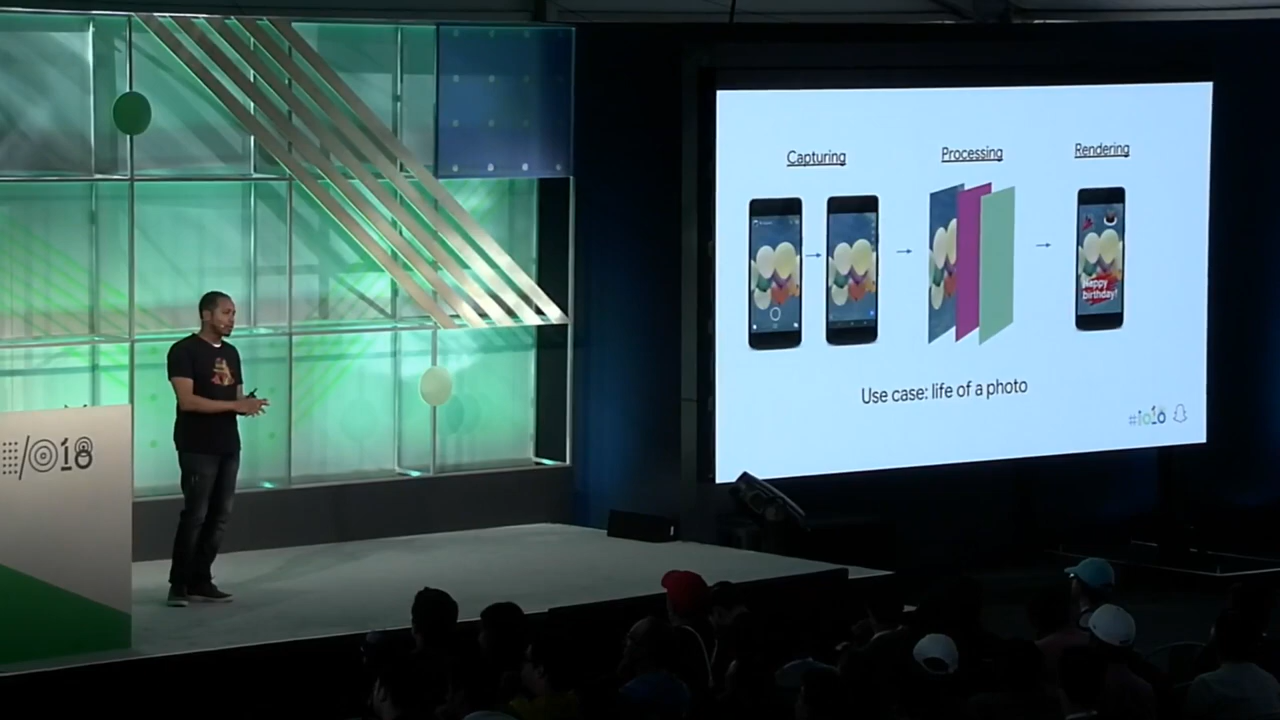 Capturing
Processing
Rendering
Happy
birthday!
Use case: life of a photo
#io18
I/O18